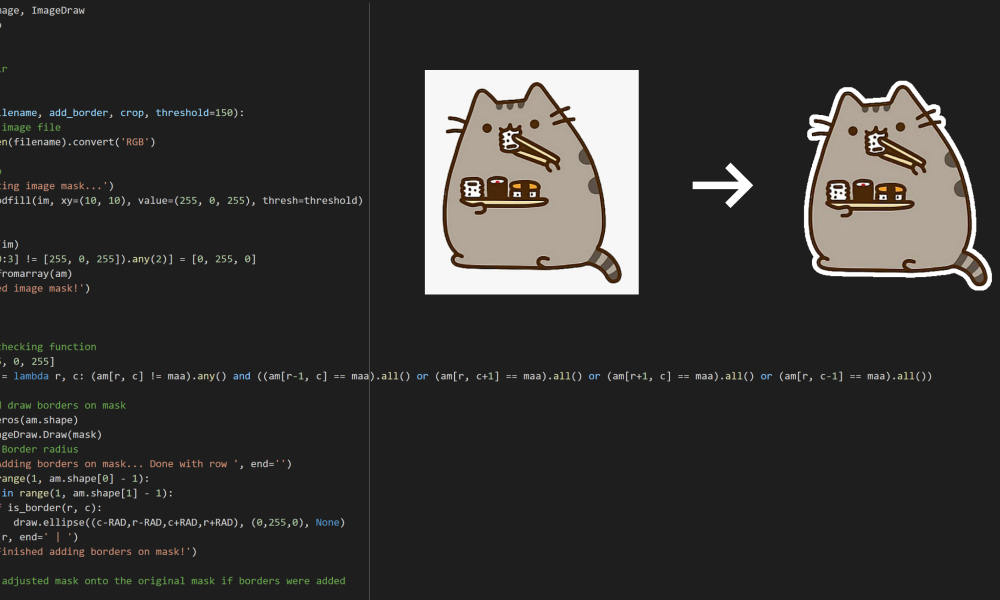 nage, ImageDraw
ir
ilename, add_border, crop, threshold=150):
image file
en(filename).convert('RGB')
ting image mask...')
odfill(im, xy=(10, 10), value=(255, 0, 255), thresh=threshold)
(im)
0:3] != [255, 0, 255]).any(2)] = [0, 255, 0]
fromarray(am)
ed image mask!')
checking function
5, 0, 255]
= lambda r, c: (am[r, c] != maa).any() and ((am[r-1, c] == maa).all() or (am[r, c+1] == maa).all() or (am[r+1, c] == maa).all() or (am[r, c-1] == maa).all())
d draw borders on mask
eros(am.shape)
ageDraw.Draw(mask)
Border radius
Adding borders on mask... Done with row ', end='')
range(1, am.shape[0] - 1):
in range(1, am.shape[1] - 1):
f is_border(r, c):
draw.ellipse((c-RAD,r-RAD,c+RAD,r+RAD), (0,255,0), None)
r, end=' | ')
Finished adding borders on mask!')
adjusted mask onto the original mask if borders were added